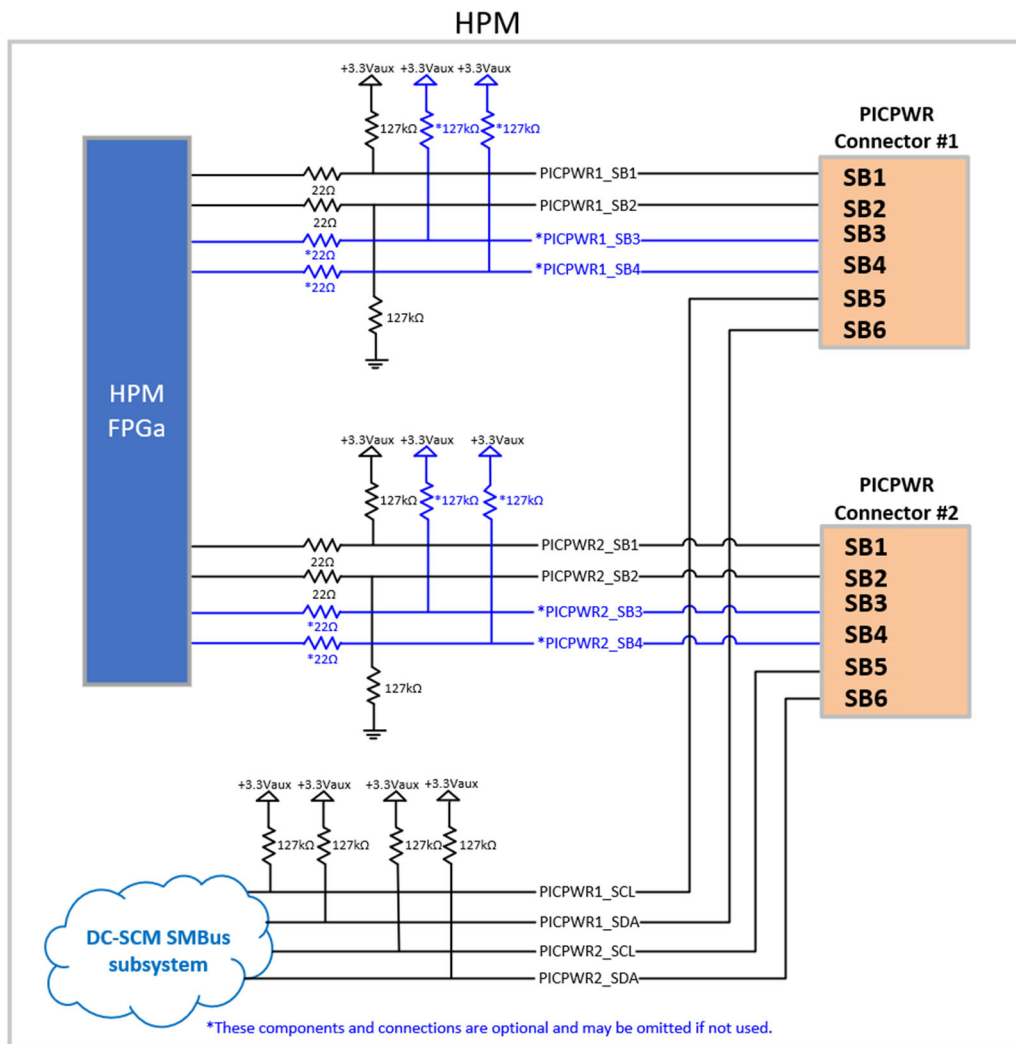 HPM
+3.3Vaux +3.3Vaux +3.3Vaux
PICPWR
Connector #1
127kΩ *127kΩ *127kΩ
22Ω PICPWR1_SB1 SB1
22Ω PICPWR1_SB2 SB2
*22Ω *PICPWR1_SB3 SB3
*22Ω *PICPWR1_SB4 SB4
SB5
127kΩ
SB6
HPM
FPGa
+3.3Vaux +3.3Vaux +3.3Vaux
PICPWR
Connector #2
127kΩ *127kΩ *127kΩ
22Ω PICPWR2_SB1 SB1
22Ω PICPWR2_SB2 SB2
*22Ω *PICPWR2_SB3 SB3
*22Ω *PICPWR2_SB4 SB4
SB5
127kΩ
SB6
+3.3Vaux +3.3Vaux +3.3Vaux +3.3Vaux
127kΩ 127kΩ 127kΩ 127kΩ
PICPWR1_SCL
PICPWR1_SDA
DC-SCM SMBus
subsystem
PICPWR2_SCL
PICPWR2_SDA
*These components and connections are optional and may be omitted if not used.